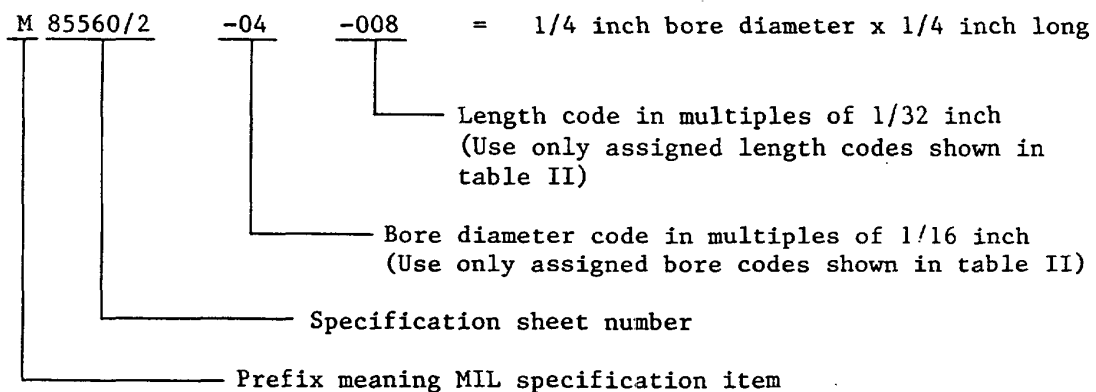 M 85560/2 -04 -008 = 1/4 inch bore diameter x 1/4 inch long
Length code in multiples of 1/32 inch
(Use only assigned length codes shown in
table II)
Bore diameter code in multiples of 1/16 inch
(Use only assigned bore codes shown in table II)
Specification sheet number
Prefix meaning MIL specification item